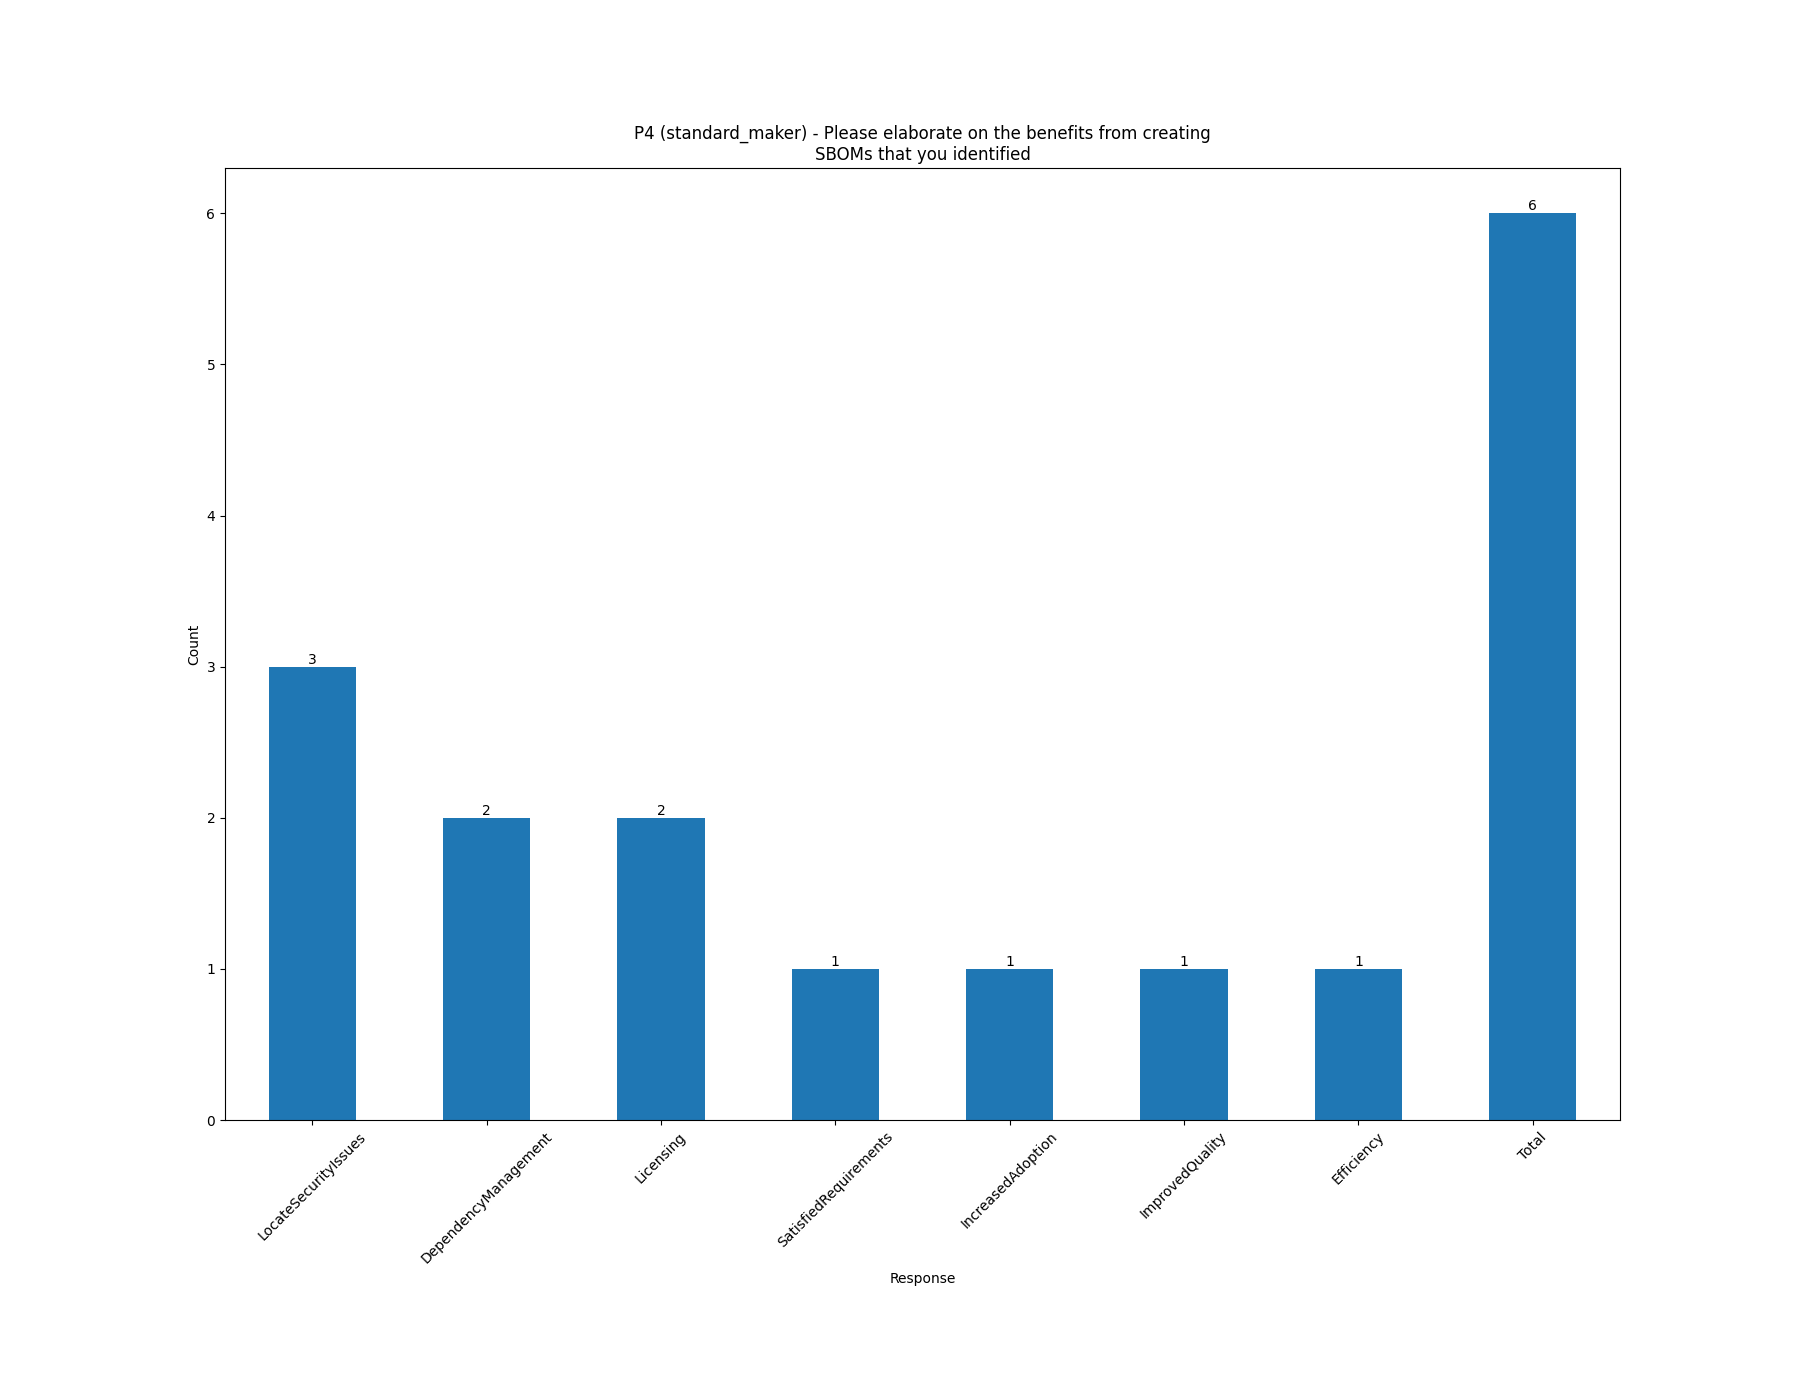 P4 (standard_maker) - Please elaborate on the benefits from creating
SBOMs that you identified
Count
6
5
4
3
2
1
0
3
2
2
1
1
1
1
6
LocateSecurityIssues
DependencyManagement
Licensing
SatisfiedRequirements
IncreasedAdoption
ImprovedQuality
Efficiency
Total
Response